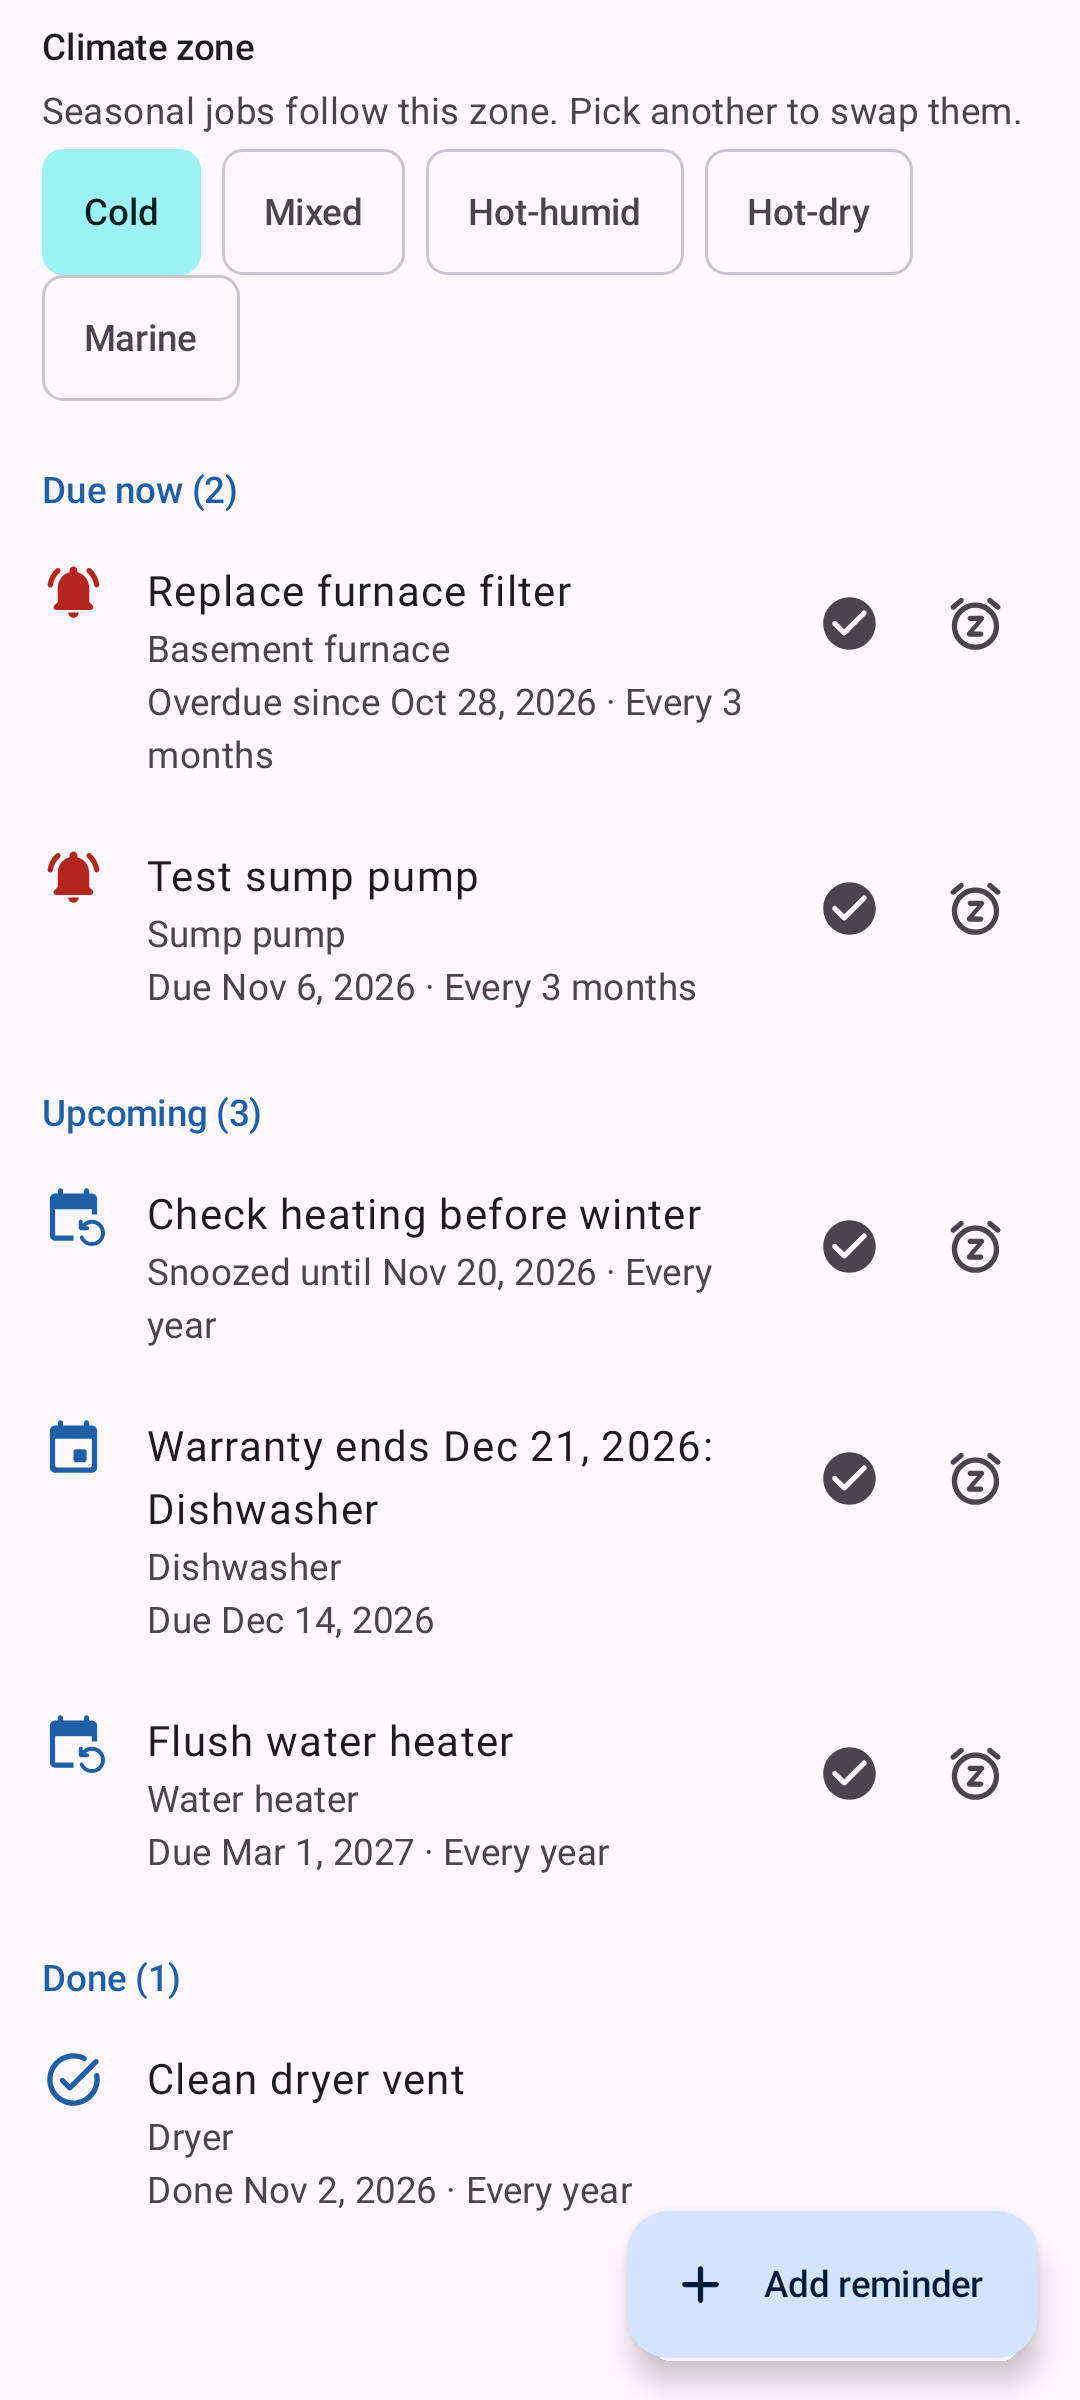 Climate zone
Seasonal jobs follow this zone. Pick another to swap them.
Cold
Mixed
Hot-humid
Hot-dry
Marine
Due now (2)
Replace furnace filter
Basement furnace
Overdue since Oct 28, 2026 · Every 3
months
Test sump pump
Sump pump
Due Nov 6, 2026 · Every 3 months
Upcoming (3)
Check heating before winter
Snoozed until Nov 20, 2026 · Every
year
Warranty ends Dec 21, 2026:
Dishwasher
Dishwasher
Due Dec 14, 2026
Flush water heater
Water heater
Due Mar 1, 2027 · Every year
Done (1)
Clean dryer vent
Dryer
Done Nov 2, 2026 · Every year
Add reminder